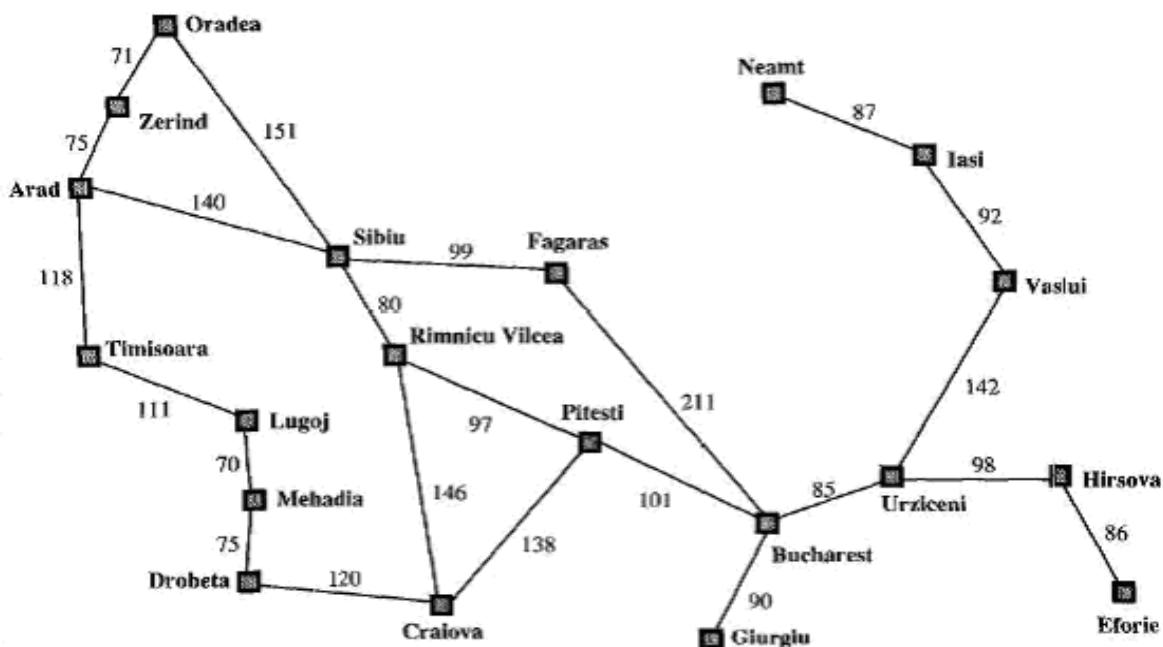 Oradea
71
Neamt
87
Zerind
75
151
Iasi
Arad
140
92
Sibiu
99
Fagaras
118
80
Vaslui
Rimnicu Vilcea
Timisoara
142
111
Lugoj
97
Pitesti
211
70
146
98
Hirsova
Mehadia
101
85
Urziceni
75
138
Bucharest
86
Drobeta
120
90
Craiova
Giurgiu
Eforie